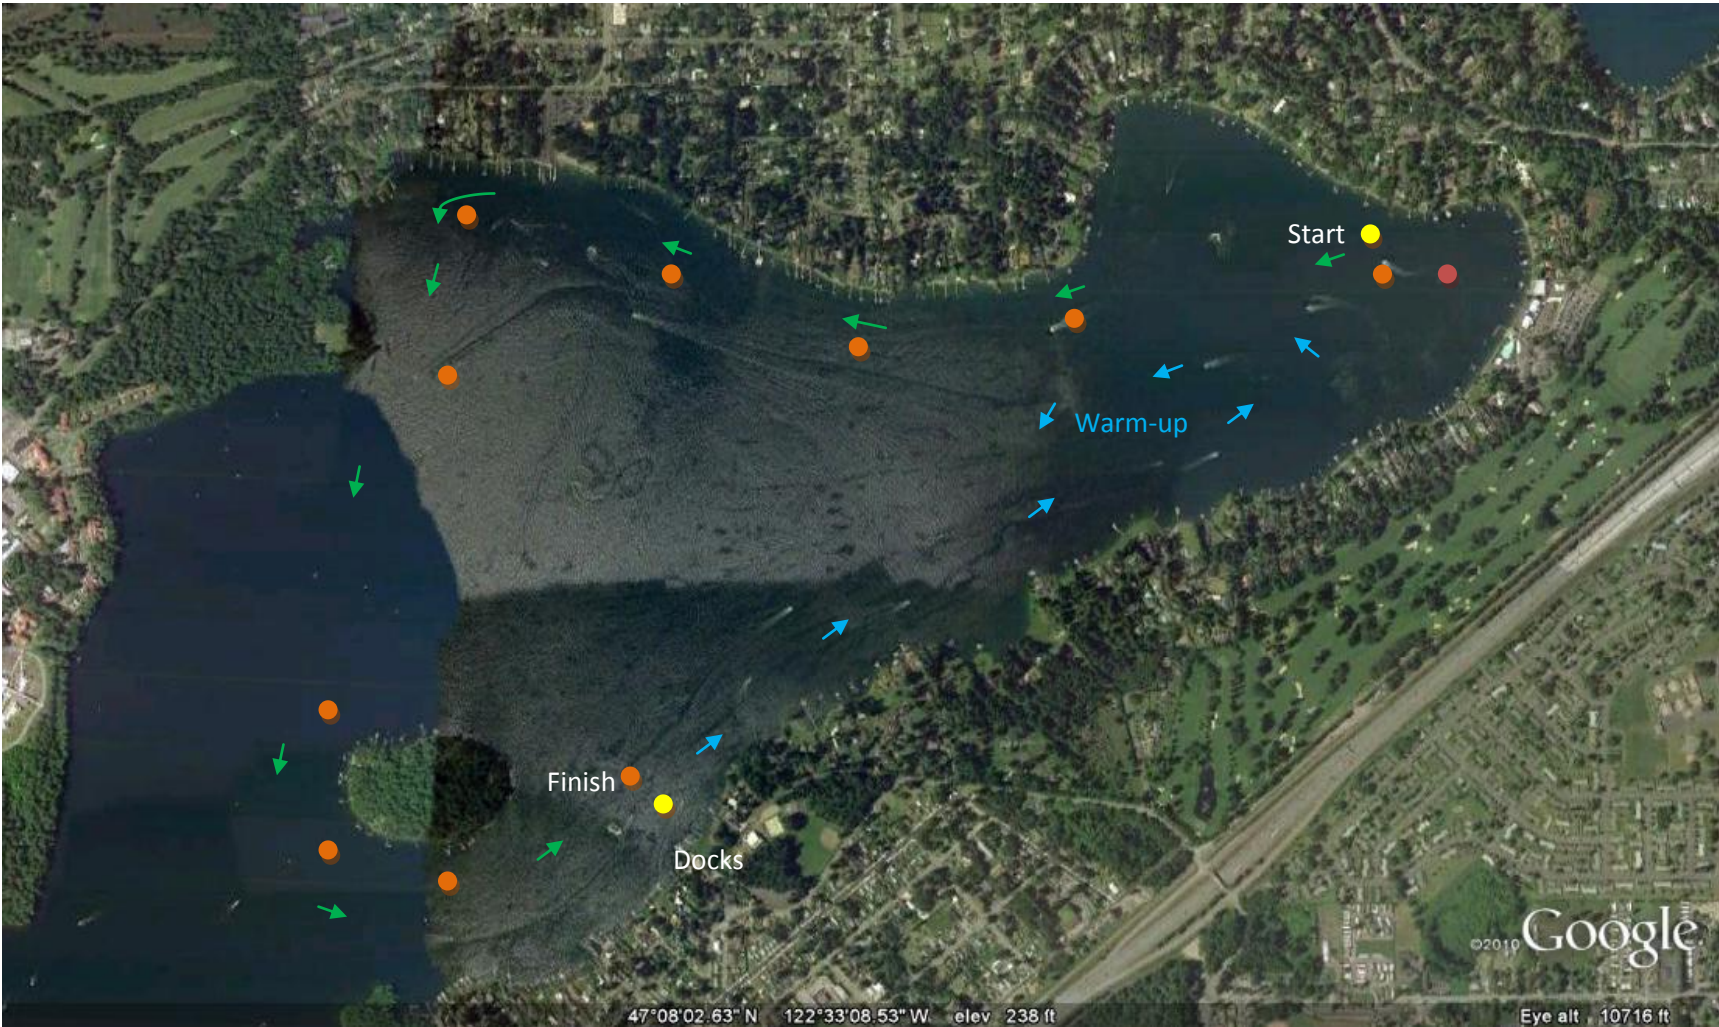 Start
Warm-up
Finish
Docks
©2010 Google
47°08'02.63" N 122°33'08.53" W elev 238 ft
Eye alt 10716 ft